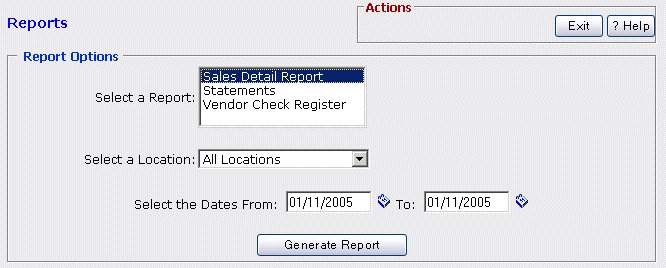 Reports
Actions
Exit
? Help
Report Options
Select a Report:
Sales Detail Report
Statements
Vendor Check Register
Select a Location:
All Locations
Select the Dates From: 01/11/2005 To: 01/11/2005
Generate Report